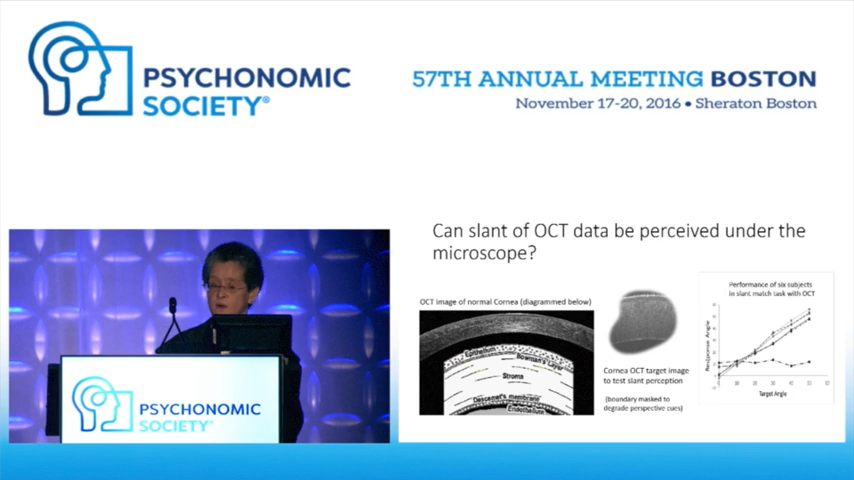 PSYCHONOMIC
SOCIETY®
57TH ANNUAL MEETING BOSTON
November 17-20, 2016 • Sheraton Boston
PSYCHONOMIC
SOCIETY®
Can slant of OCT data be perceived under the
microscope?
OCT image of normal Cornea (diagrammed below)
Epithelium
Bowman's Layer
Stroma
Descemet's membrane
Endothelium
Cornea OCT target image
to test slant perception
(boundary masked to
degrade perspective cues)
Performance of six subjects
in slant match task with OCT
Response Angle
Target Angle